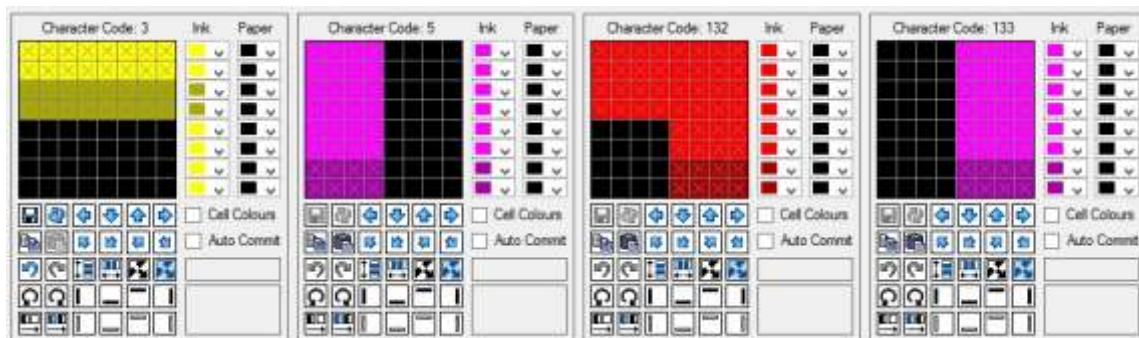 Character Code: 3 Ink Paper
Cell Colours
Auto Commit
Character Code: 5 Ink Paper
Cell Colours
Auto Commit
Character Code: 132 Ink Paper
Cell Colours
Auto Commit
Character Code: 133 Ink Paper
Cell Colours
Auto Commit